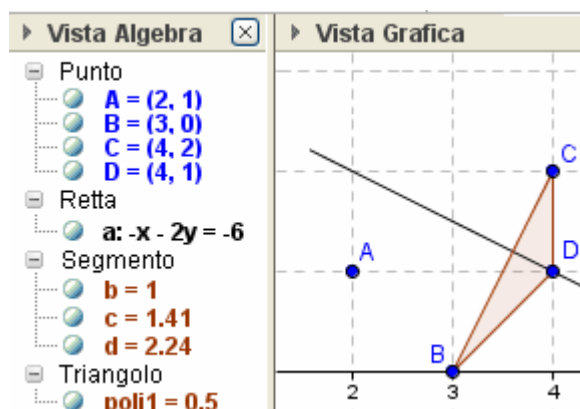 Vista Algebra
Punto
A = (2, 1)
B = (3, 0)
C = (4, 2)
D = (4, 1)
Retta
a: -x - 2y = -6
Segmento
b = 1
c = 1.41
d = 2.24
Triangolo
poli1 = 0.5
Vista Grafica
C
A
D
B
2 3 4